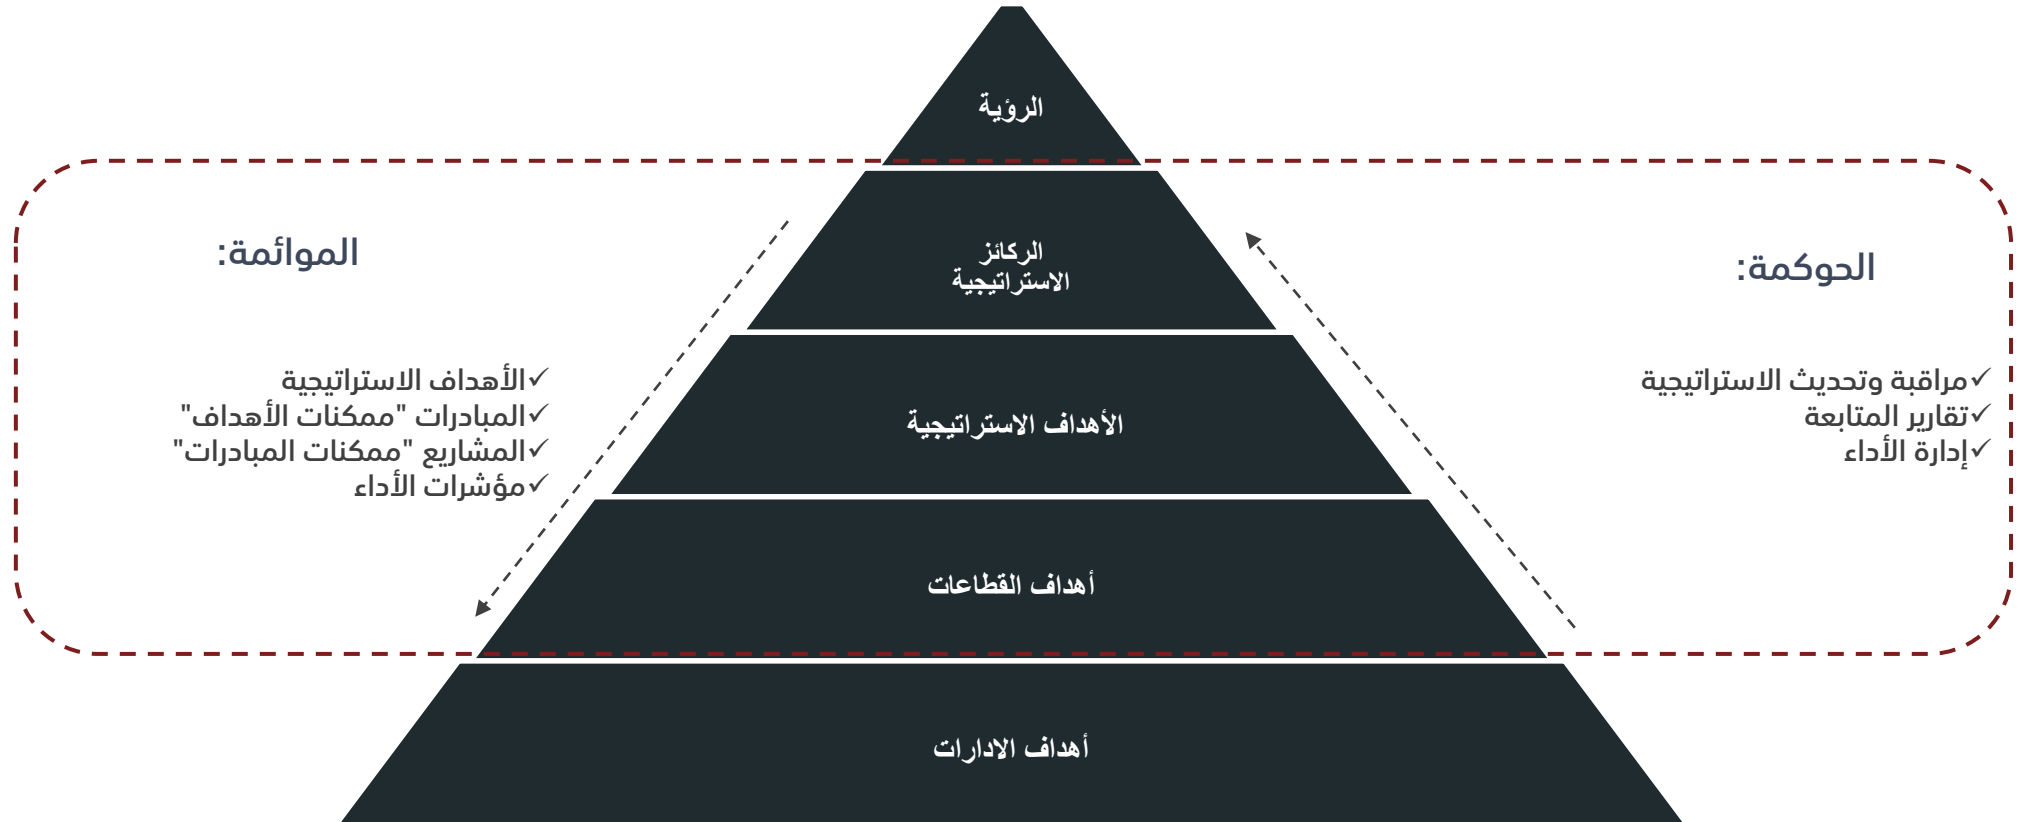 الرؤية
الركائز
الاستراتيجية
الأهداف الاستراتيجية
أهداف القطاعات
أهداف الادارات
الحوكمة:
✓مراقبة وتحديث الاستراتيجية
✓تقارير المتابعة
✓إدارة الأداء
الموائمة:
✓الأهداف الاستراتيجية
✓المبادرات "ممكنات الأهداف"
✓المشاريع "ممكنات المبادرات"
✓مؤشرات الأداء